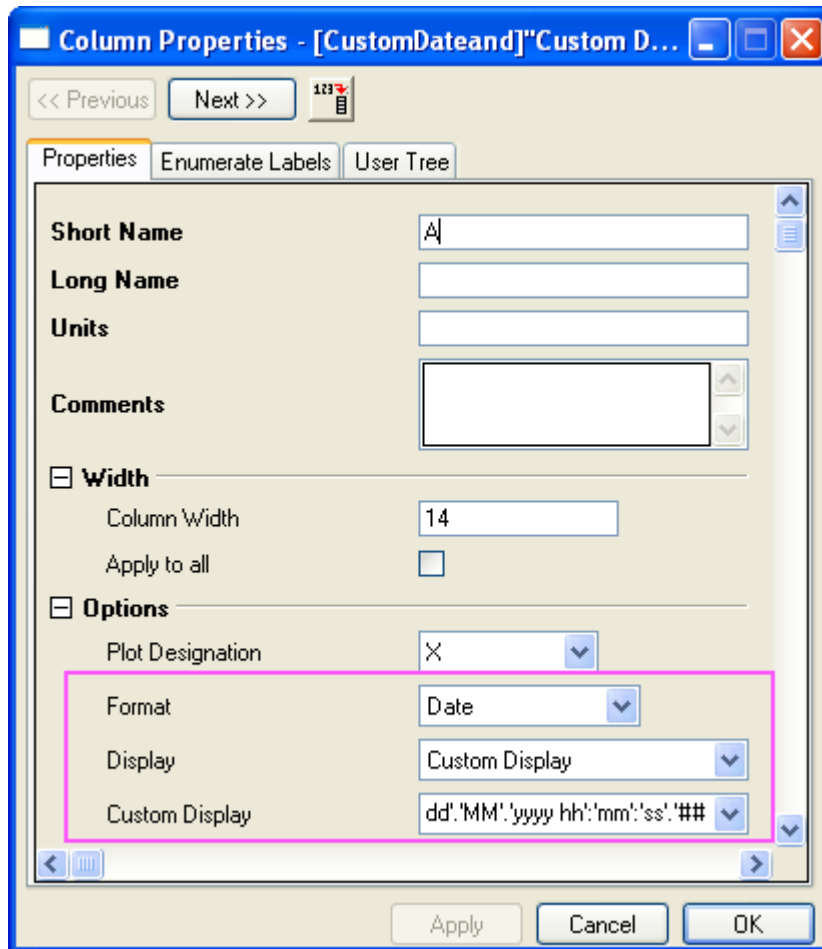 Column Properties - [CustomDateand]"Custom D...
<< Previous Next >> 123
Properties Enumerate Labels User Tree
Short Name A
Long Name
Units
Comments
Width
Column Width 14
Apply to all
Options
Plot Designation X
Format Date
Display Custom Display
Custom Display dd'.'MM'.'yyyy hh':'mm':'ss'.'##
Apply Cancel OK